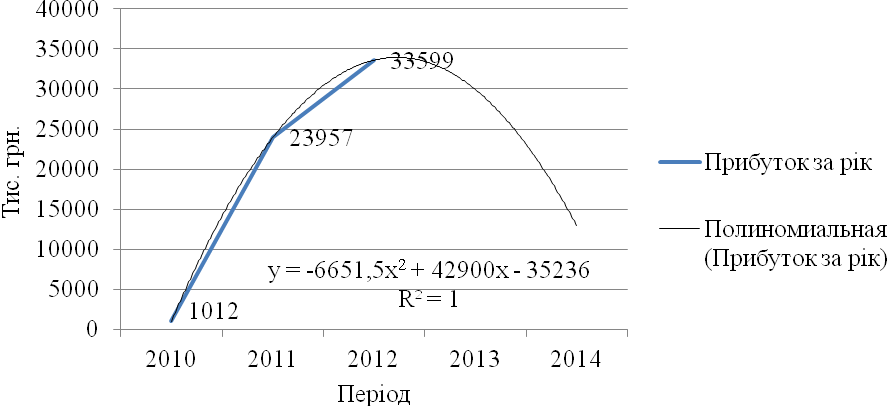 40000
35000
30000
25000
20000
15000
10000
5000
0
Тис. грн.
33599
23957
1012
y = -6651,5x² + 42900x - 35236
R² = 1
2010 2011 2012 2013 2014
Період
Прибуток за рік
Полиномиальная
(Прибуток за рік)